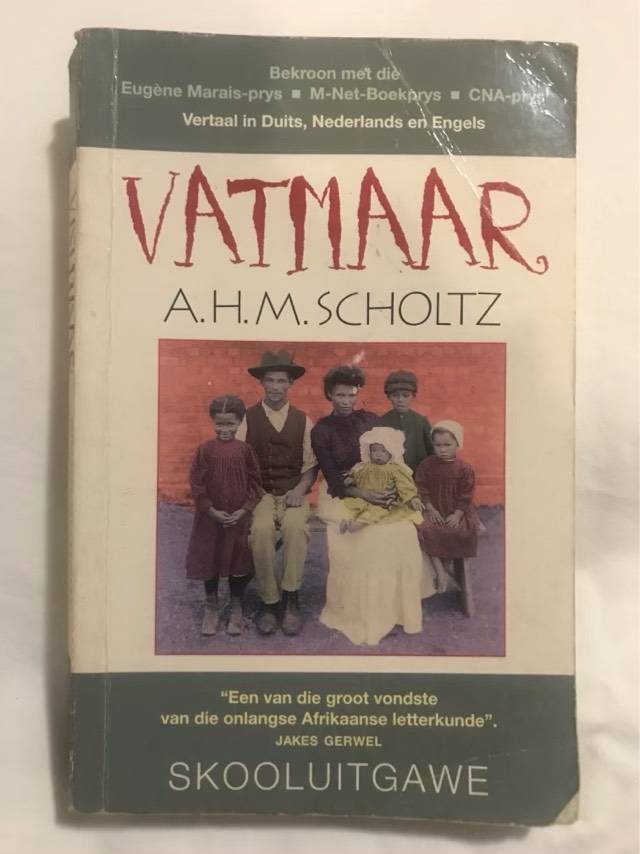 Bekroon met die
Eugène Marais-prys ■ M-Net-Boekprys ■ CNA-prys
Vertaal in Duits, Nederlands en Engels
VATMAAR
A.H.M. SCHOLTZ
"Een van die groot vondste
van die onlangse Afrikaanse letterkunde".
JAKES GERWEL
SKOOLUITGAWE